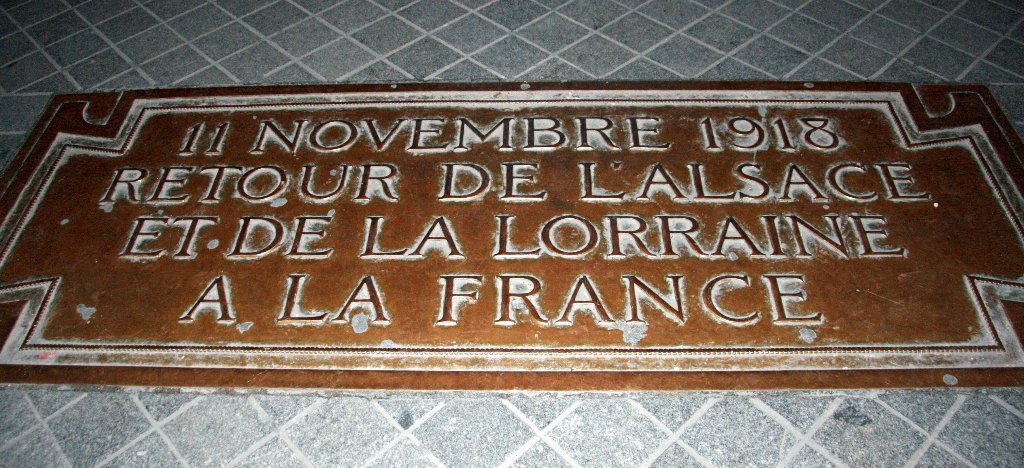 11 NOVEMBRE 1918
RETOUR DE L'ALSACE
ET DE LA LORRAINE
A LA FRANCE